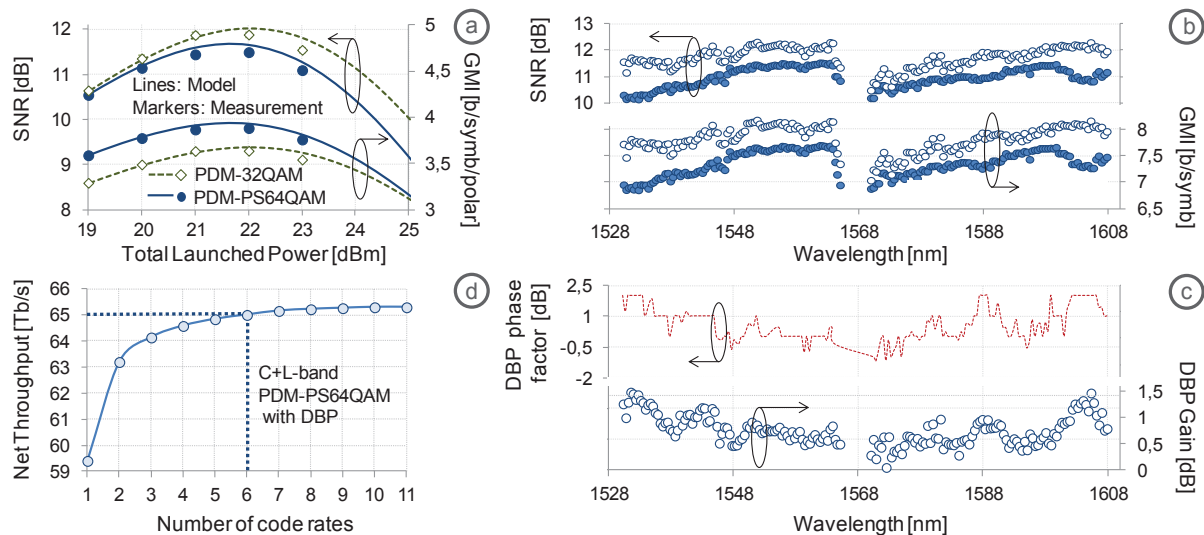 12
11
10
9
8
SNR [dB]
5
4,5
4
3,5
3
GMI [b/symb/polar]
a
Lines: Model
Markers: Measurement
PDM-32QAM
PDM-PS64QAM
19 20 21 22 23 24 25
Total Launched Power [dBm]
13
12
11
10
SNR [dB]
b
8
7,5
7
6,5
GMI [b/symb]
1528 1548 1568 1588 1608
Wavelength [nm]
66
65
64
63
62
61
60
59
Net Throughput [Tb/s]
d
C+L-band
PDM-PS64QAM
with DBP
1 2 3 4 5 6 7 8 9 10 11
Number of code rates
2,5
1
-0,5
-2
DBP phase
factor [dB]
c
1,5
1
0,5
0
DBP Gain [dB]
1528 1548 1568 1588 1608
Wavelength [nm]